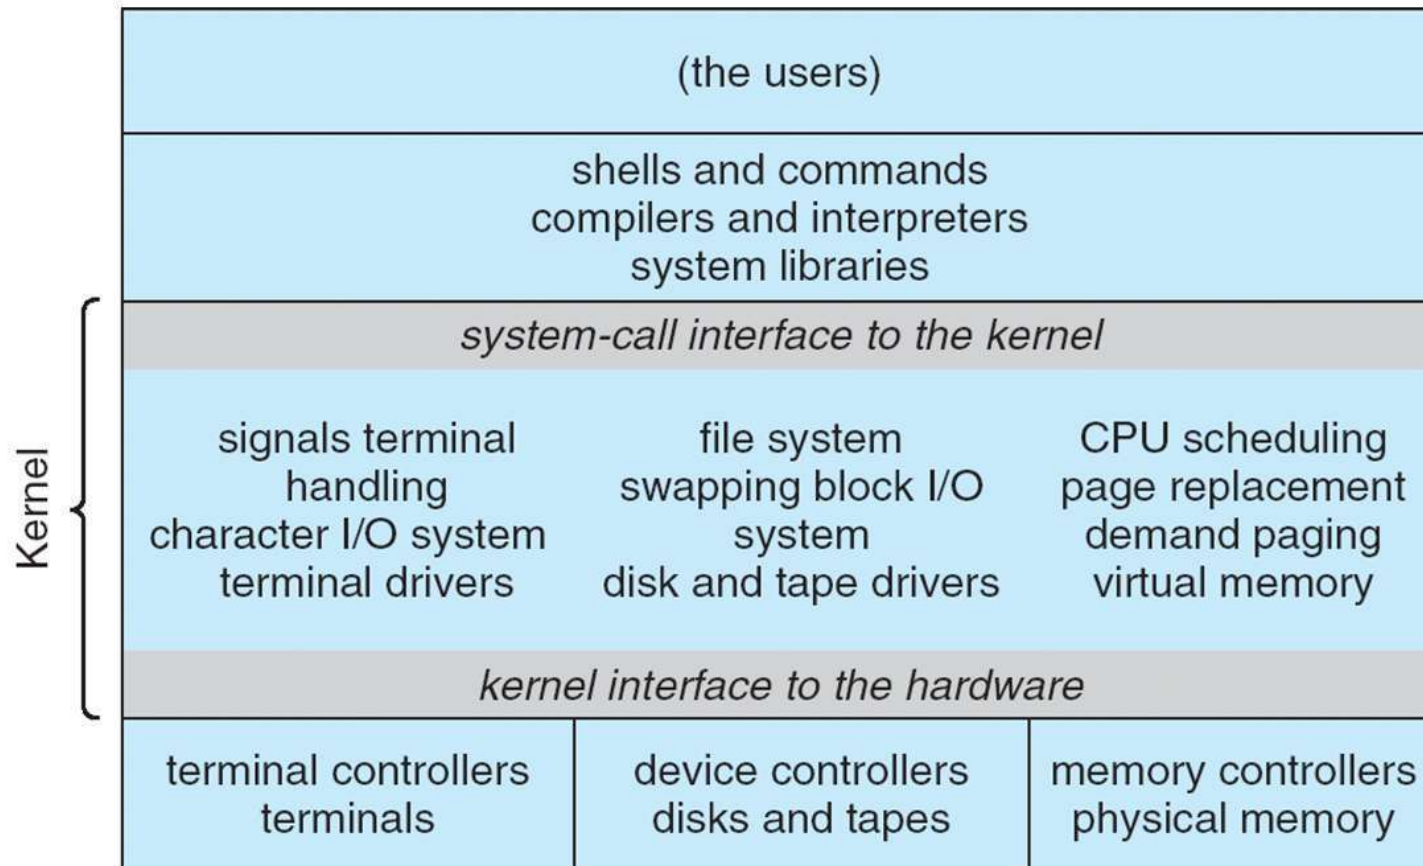 (the users)
shells and commands
compilers and interpreters
system libraries
system-call interface to the kernel
Kernel
signals terminal
handling
character I/O system
terminal drivers
file system
swapping block I/O
system
disk and tape drivers
CPU scheduling
page replacement
demand paging
virtual memory
kernel interface to the hardware
terminal controllers
terminals
device controllers
disks and tapes
memory controllers
physical memory